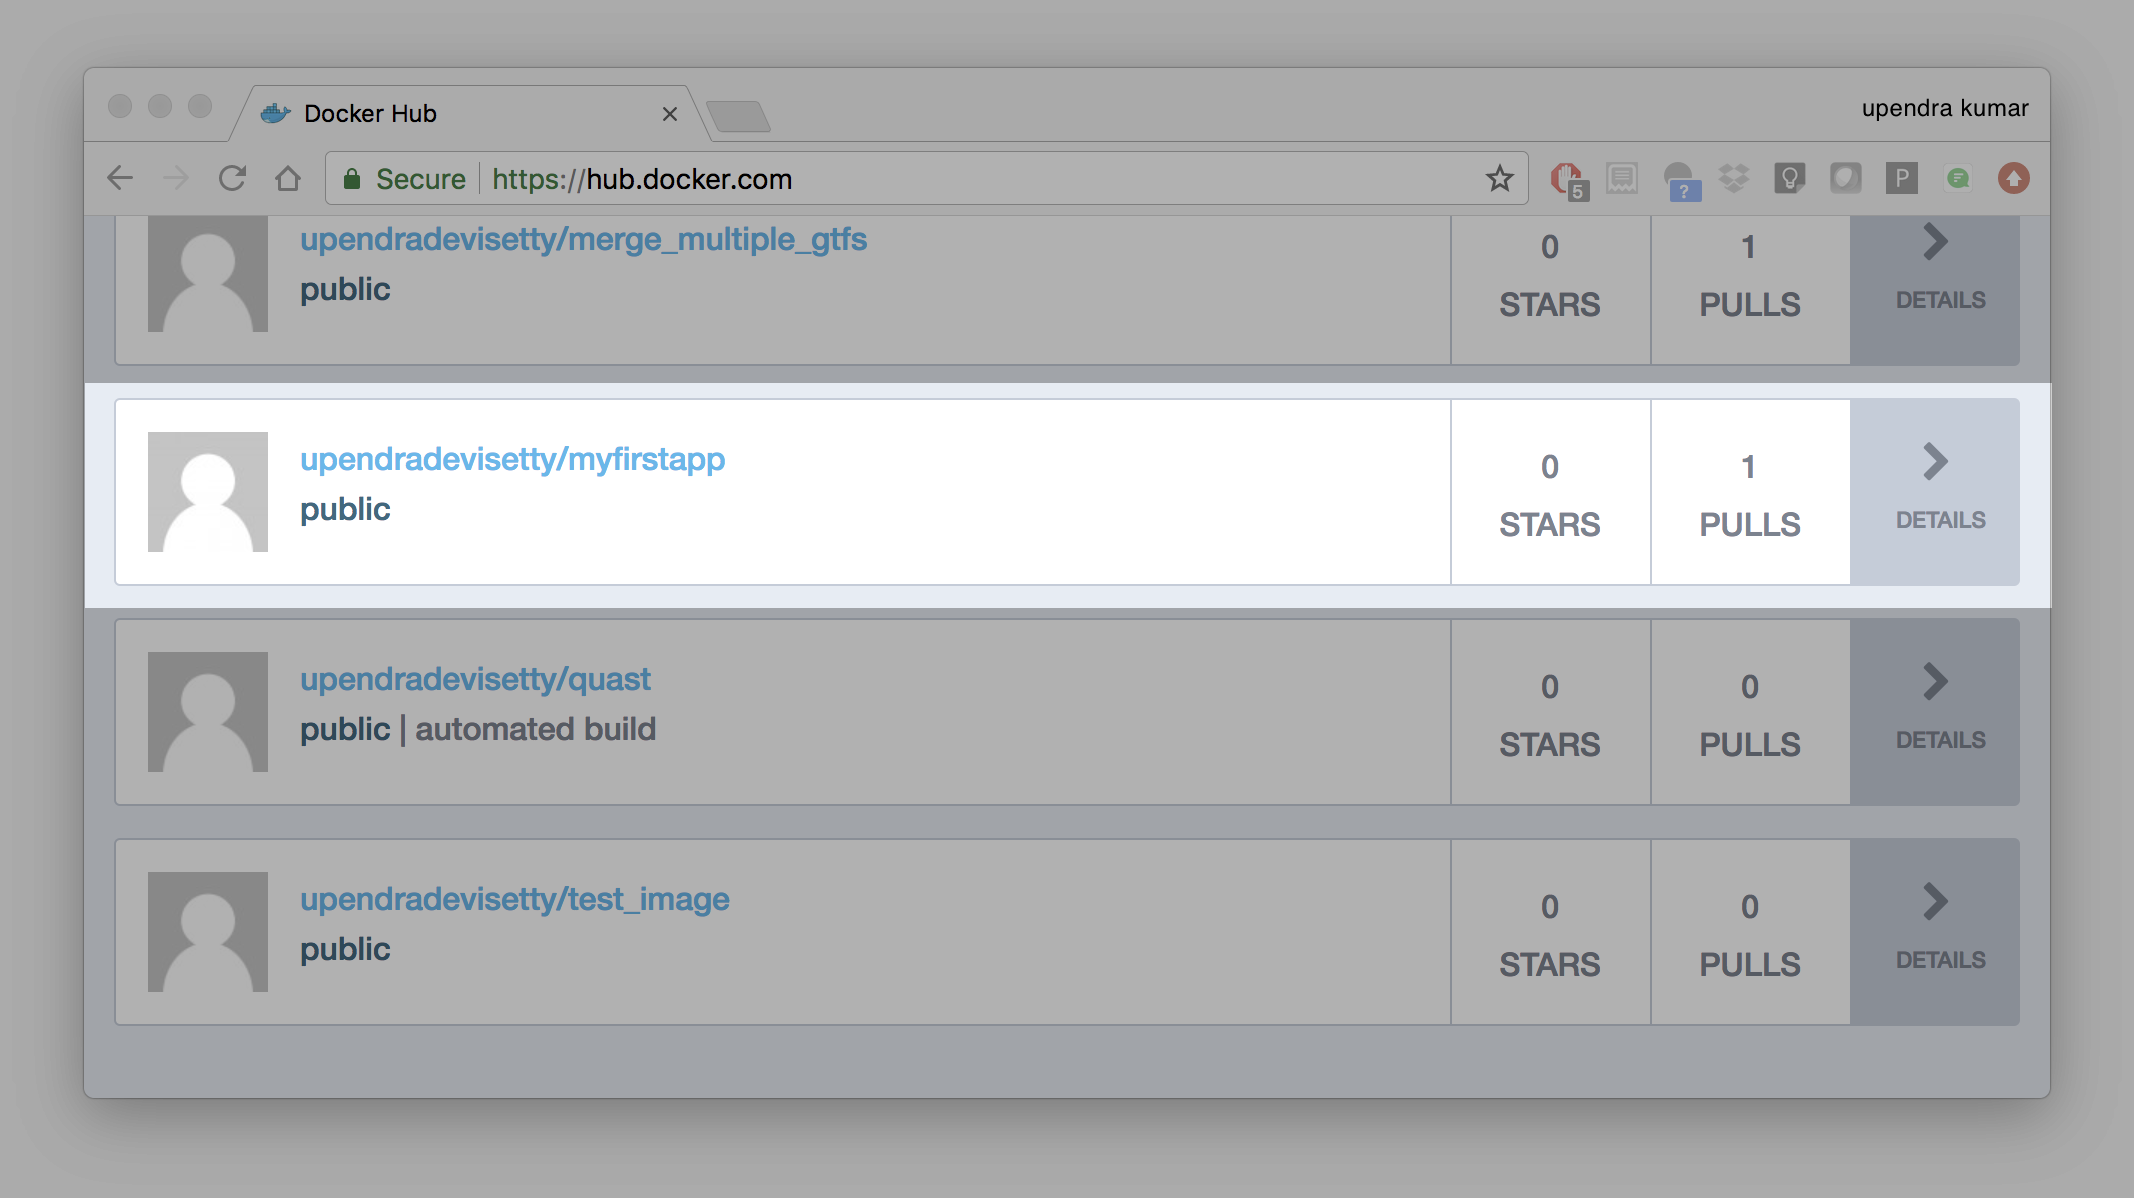 Docker Hub
upendra kumar
Secure https://hub.docker.com
5
?
P
upendradevisetty/merge_multiple_gtfs
public
0
STARS
1
PULLS
DETAILS
upendradevisetty/myfirstapp
public
0
STARS
1
PULLS
DETAILS
upendradevisetty/quast
public | automated build
0
STARS
0
PULLS
DETAILS
upendradevisetty/test_image
public
0
STARS
0
PULLS
DETAILS